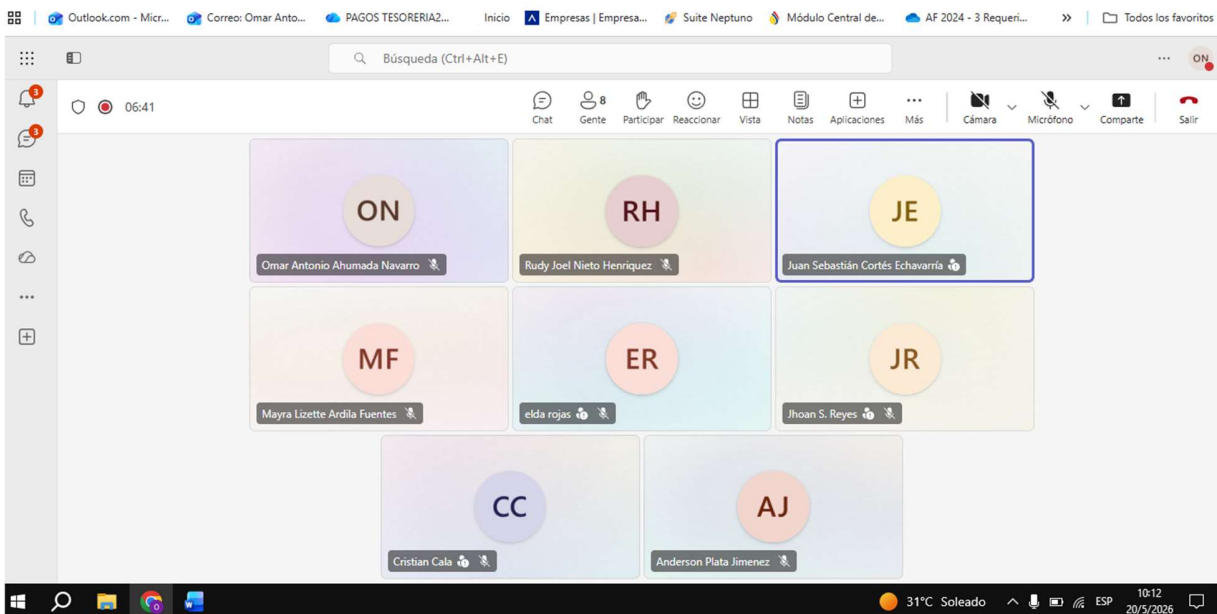 Outlook.com - Micr... Correo: Omar Anto... PAGOS TESORERIA2... Inicio Empresas | Empresa... Suite Neptuno Módulo Central de... AF 2024 - 3 Requeri... » Todos los favoritos
Búsqueda (Ctrl+Alt+E) ... ON
3
06:41
8
Chat Gente Participar Reaccionar Vista Notas Aplicaciones Más Cámara Micrófono Comparte Salir
3
ON RH JE
Omar Antonio Ahumada Navarro Rudy Joel Nieto Henriquez Juan Sebastián Cortés Echavarría
MF ER JR
Mayra Lizette Ardila Fuentes elda rojas Jhoan S. Reyes
CC AJ
Cristian Cala Anderson Plata Jimenez
31°C Soleado ESP 10:12
20/5/2026